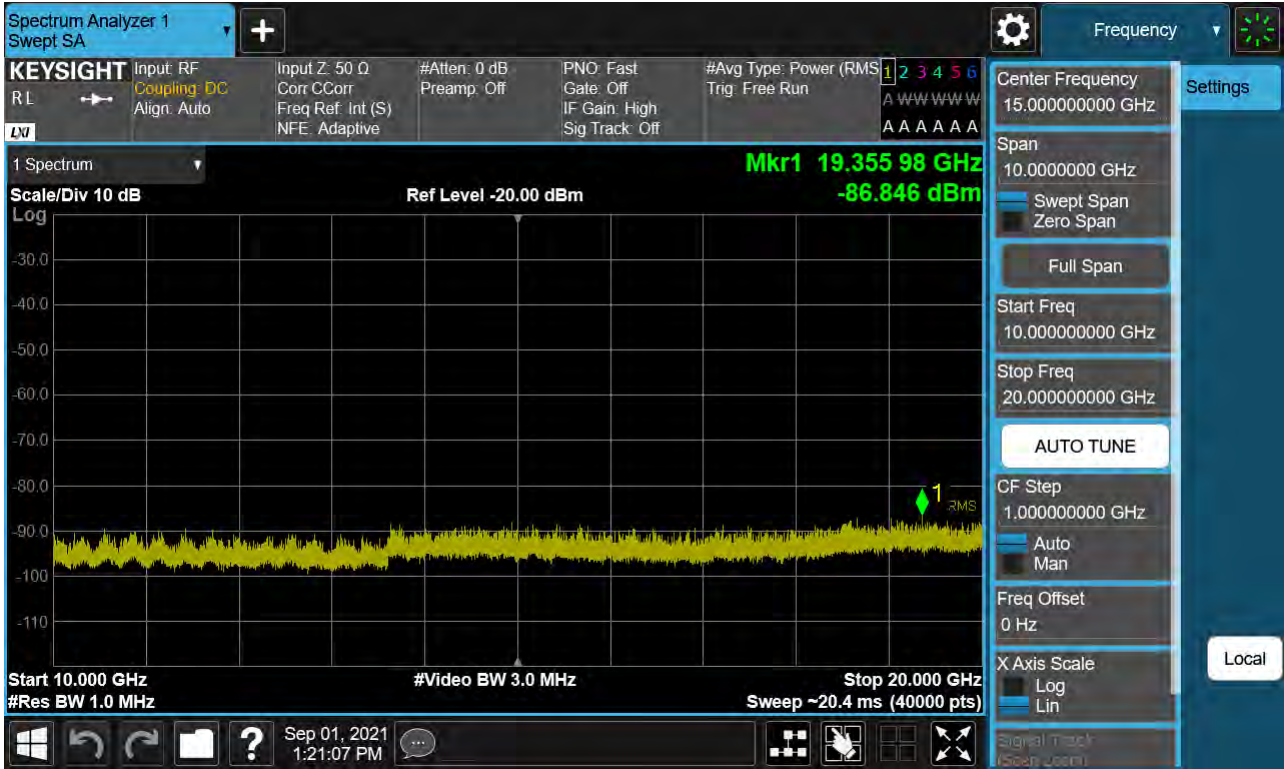 Spectrum Analyzer 1
Swept SA
Frequency
KEYSIGHT
R L
LXI
Input: RF
Coupling: DC
Align: Auto
Input Z: 50 Ω
Corr CCorr
Freq Ref: Int (S)
NFE: Adaptive
#Atten: 0 dB
Preamp: Off
PNO: Fast
Gate: Off
IF Gain: High
Sig Track: Off
#Avg Type: Power (RMS
Trig: Free Run
1 2 3 4 5 6
A W W W W W
A A A A A A
1 Spectrum
Scale/Div 10 dB
Ref Level -20.00 dBm
Mkr1 19.355 98 GHz
-86.846 dBm
Log
-30.0
-40.0
-50.0
-60.0
-70.0
-80.0
-90.0
-100
-110
1
RMS
Start 10.000 GHz
#Video BW 3.0 MHz
Stop 20.000 GHz
#Res BW 1.0 MHz
Sweep ~20.4 ms (40000 pts)
Center Frequency
15.000000000 GHz
Settings
Span
10.0000000 GHz
Swept Span
Zero Span
Full Span
Start Freq
10.000000000 GHz
Stop Freq
20.000000000 GHz
AUTO TUNE
CF Step
1.000000000 GHz
Auto
Man
Freq Offset
0 Hz
X Axis Scale
Log
Lin
Signal Track
(Span Zoom)
Local
?
Sep 01, 2021
1:21:07 PM